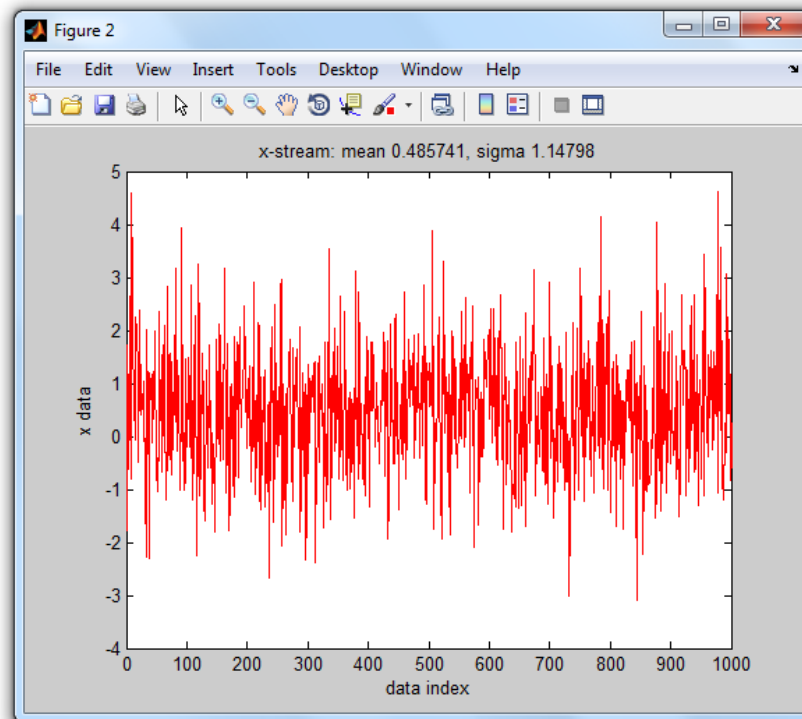 Figure 2
File Edit View Insert Tools Desktop Window Help
x-stream: mean 0.485741, sigma 1.14798
5
4
3
2
1
0
-1
-2
-3
-4
x data
0 100 200 300 400 500 600 700 800 900 1000
data index